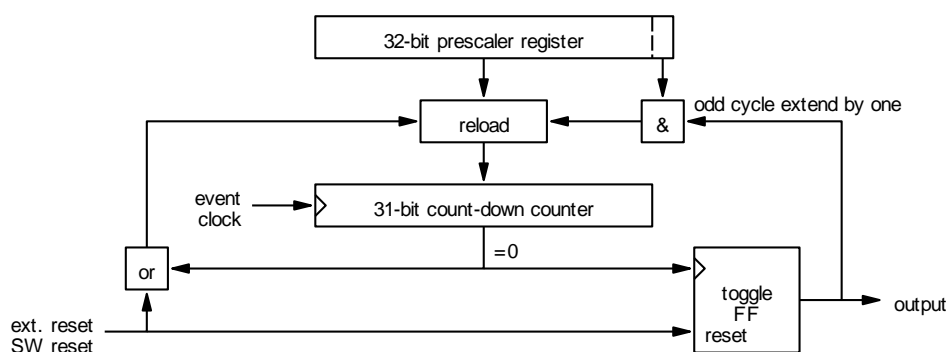 32-bit prescaler register
odd cycle extend by one
reload
&
event
clock
31-bit count-down counter
=0
or
toggle
FF
output
ext. reset
SW reset
reset